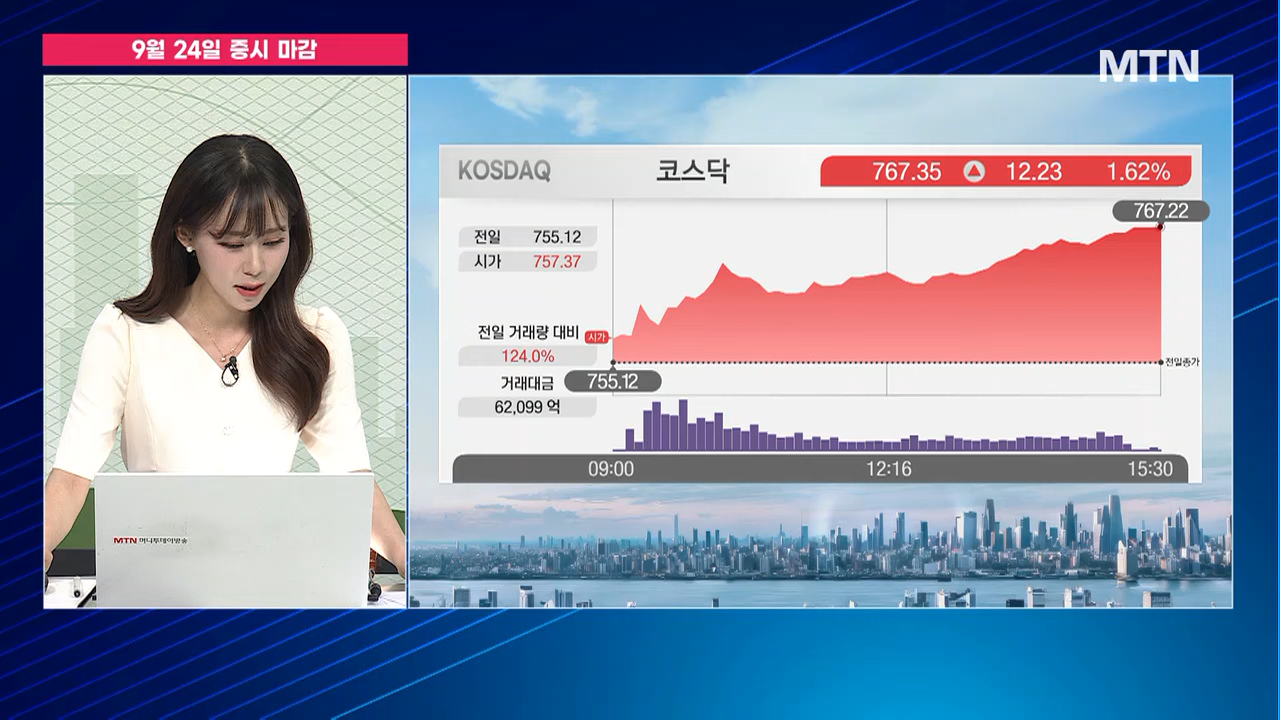 9월 24일 증시 마감
MTN
KOSDAQ 코스닥 767.35 ▲ 12.23 1.62%
767.22
전일 755.12
시가 757.37
전일 거래량 대비 시가
124.0%
전일종가
거래대금 755.12
62,099 억
09:00 12:16 15:30
MTN 머니투데이방송